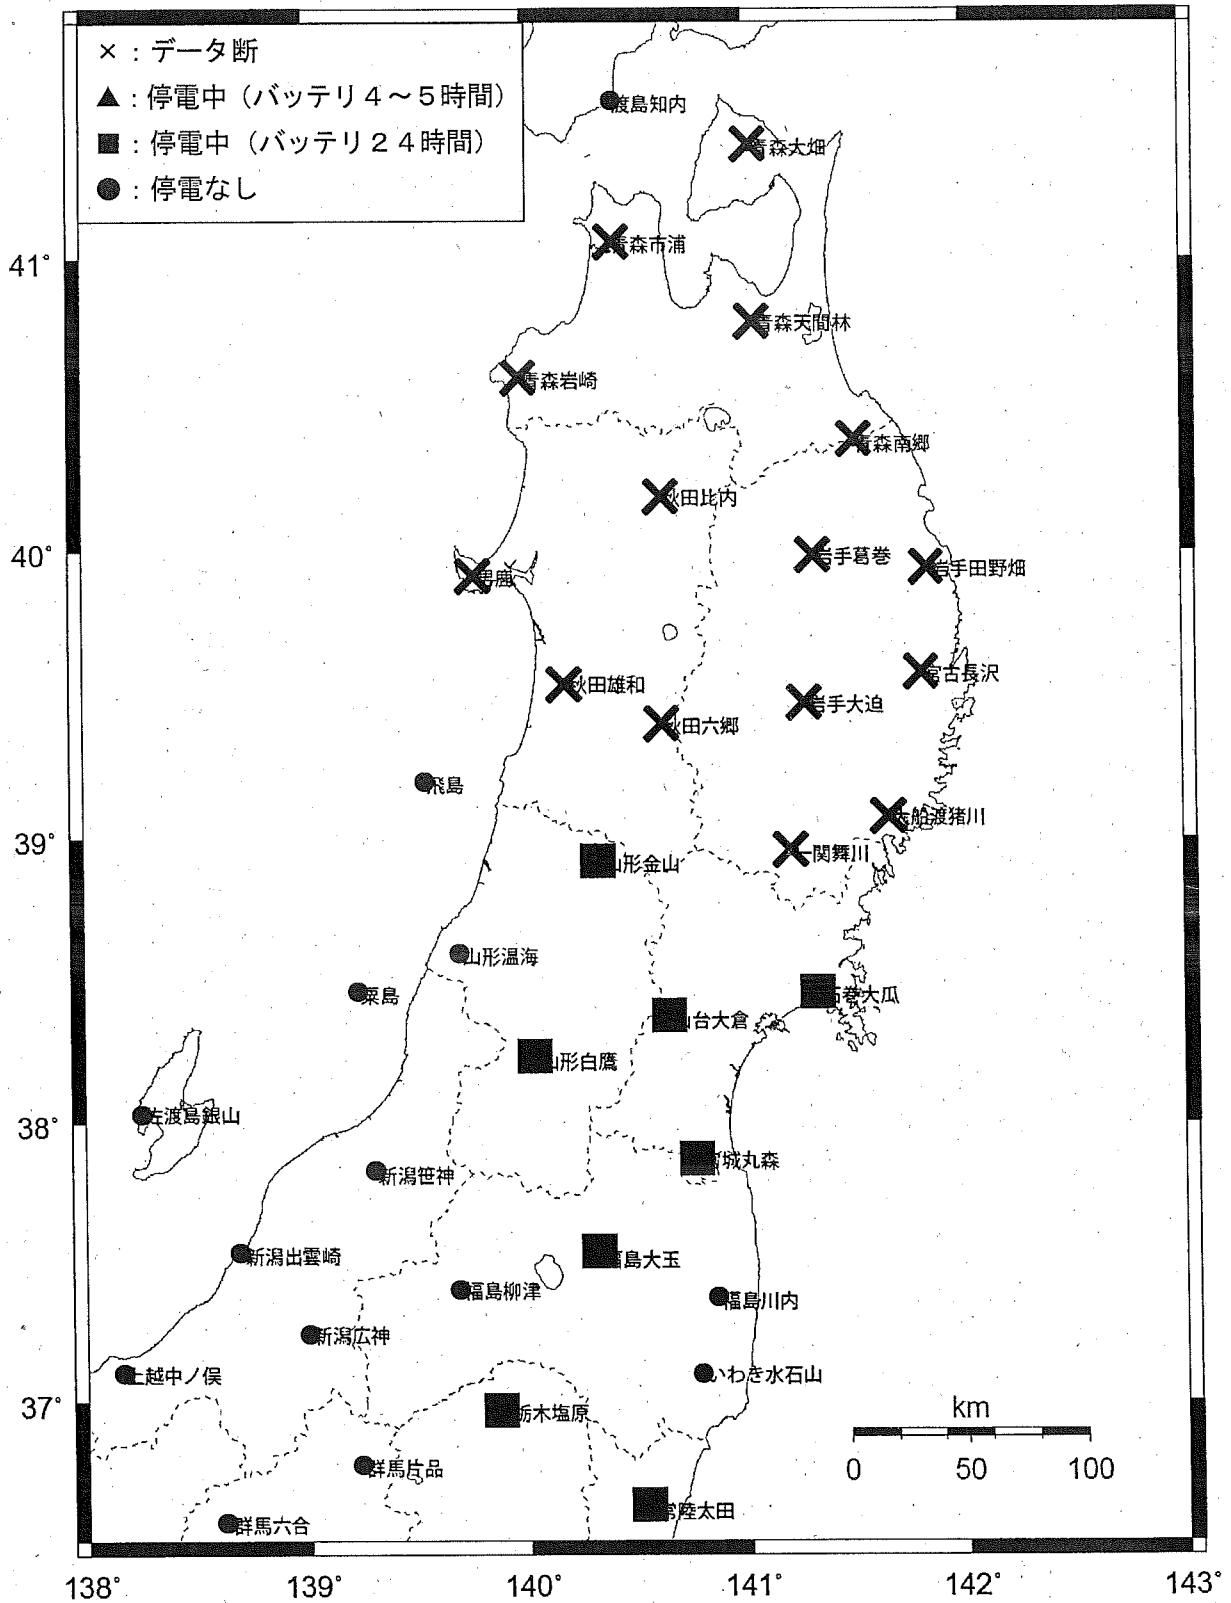 ×：データ断
▲：停電中（バッテリ４～５時間）
■：停電中（バッテリ２４時間）
●：停電なし
渡島知内
青森大畑
青森市浦
41°
青森天間林
青森岩崎
青森南郷
秋田比内
40°
岩手葛巻
岩手田野畑
男鹿
宮古長沢
秋田雄和
岩手大迫
秋田六郷
飛島
大船渡猪川
39°
一関舞川
山形金山
山形温海
粟島
石巻大瓜
仙台大倉
山形白鷹
佐渡島銀山
38°
宮城丸森
新潟笹神
新潟出雲崎
福島大玉
福島柳津
福島川内
新潟広神
上越中ノ俣
いわき水石山
37°
栃木塩原
km
群馬片品
0 50 100
常陸太田
群馬六合
138° 139° 140° 141° 142° 143°